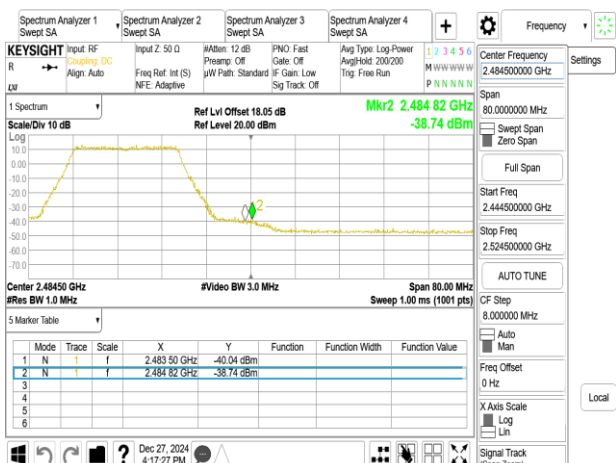 Spectrum Analyzer 1
Swept SA
Spectrum Analyzer 2
Swept SA
Spectrum Analyzer 3
Swept SA
Spectrum Analyzer 4
Swept SA
+
Frequency
KEYSIGHT
R
Input: RF
Coupling: DC
Align: Auto
Input Z: 50 Ω
Freq Ref: Int (S)
NFE: Adaptive
#Atten: 12 dB
Preamp: Off
µW Path: Standard
PNO: Fast
Gate: Off
IF Gain: Low
Sig Track: Off
Avg Type: Log-Power
Avg|Hold: 200/200
Trig: Free Run
1 2 3 4 5 6
M W W W W W
P N N N N N
1 Spectrum
Scale/Div 10 dB
Ref Lvl Offset 18.05 dB
Ref Level 20.00 dBm
Mkr2 2.484 82 GHz
-38.74 dBm
Log
10.0
0.00
-10.0
-20.0
-30.0
-40.0
-50.0
-60.0
-70.0
2
Center 2.48450 GHz
#Res BW 1.0 MHz
#Video BW 3.0 MHz
Span 80.00 MHz
Sweep 1.00 ms (1001 pts)
5 Marker Table
Mode Trace Scale X Y Function Function Width Function Value
1 N 1 f 2.483 50 GHz -40.04 dBm
2 N 1 f 2.484 82 GHz -38.74 dBm
3
4
5
6
?
Dec 27, 2024
4:17:27 PM
Center Frequency
2.484500000 GHz
Settings
Span
80.0000000 MHz
Swept Span
Zero Span
Full Span
Start Freq
2.444500000 GHz
Stop Freq
2.524500000 GHz
AUTO TUNE
CF Step
8.000000 MHz
Auto
Man
Freq Offset
0 Hz
Local
X Axis Scale
Log
Lin
Signal Track